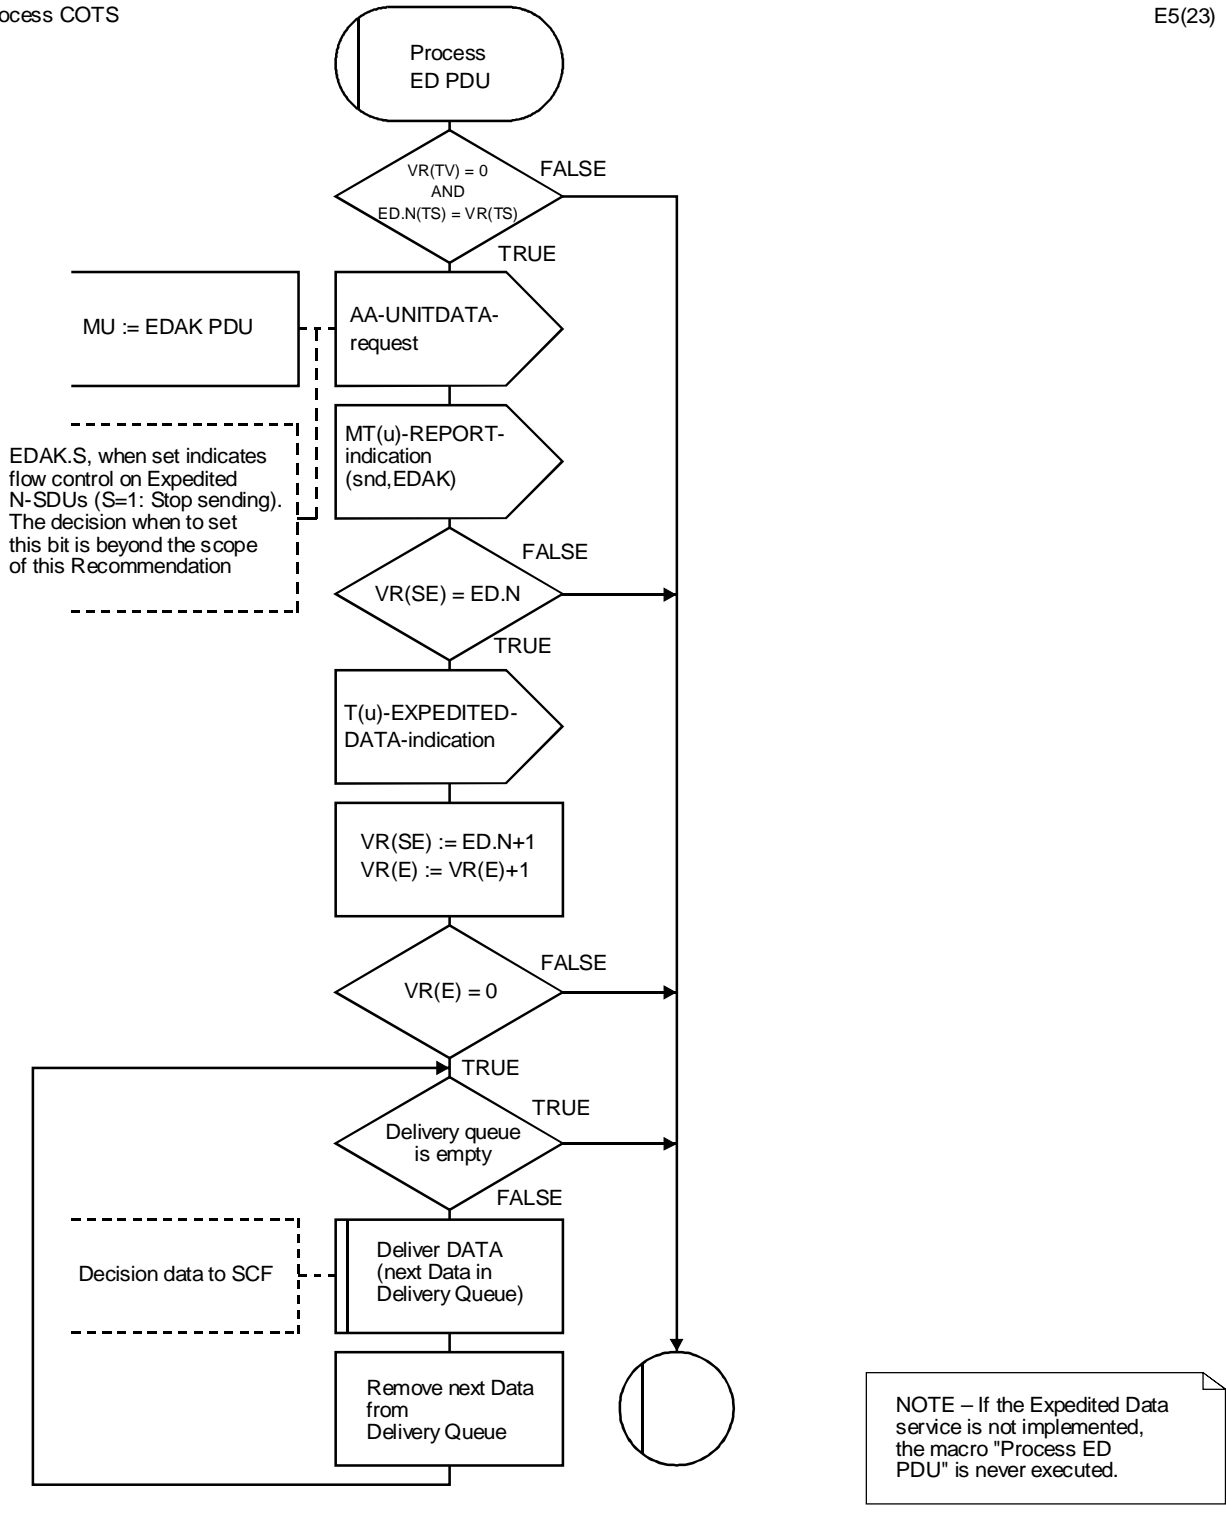 ocess COTS
E5(23)
Process
ED PDU
VR(TV) = 0
AND
ED.N(TS) = VR(TS)
FALSE
TRUE
MU := EDAK PDU
AA-UNITDATA-
request
MT(u)-REPORT-
indication
(snd,EDAK)
EDAK.S, when set indicates
flow control on Expedited
N-SDUs (S=1: Stop sending).
The decision when to set
this bit is beyond the scope
of this Recommendation
FALSE
VR(SE) = ED.N
TRUE
T(u)-EXPEDITED-
DATA-indication
VR(SE) := ED.N+1
VR(E) := VR(E)+1
FALSE
VR(E) = 0
TRUE
TRUE
Delivery queue
is empty
FALSE
Decision data to SCF
Deliver DATA
(next Data in
Delivery Queue)
Remove next Data
from
Delivery Queue
NOTE – If the Expedited Data
service is not implemented,
the macro "Process ED
PDU" is never executed.